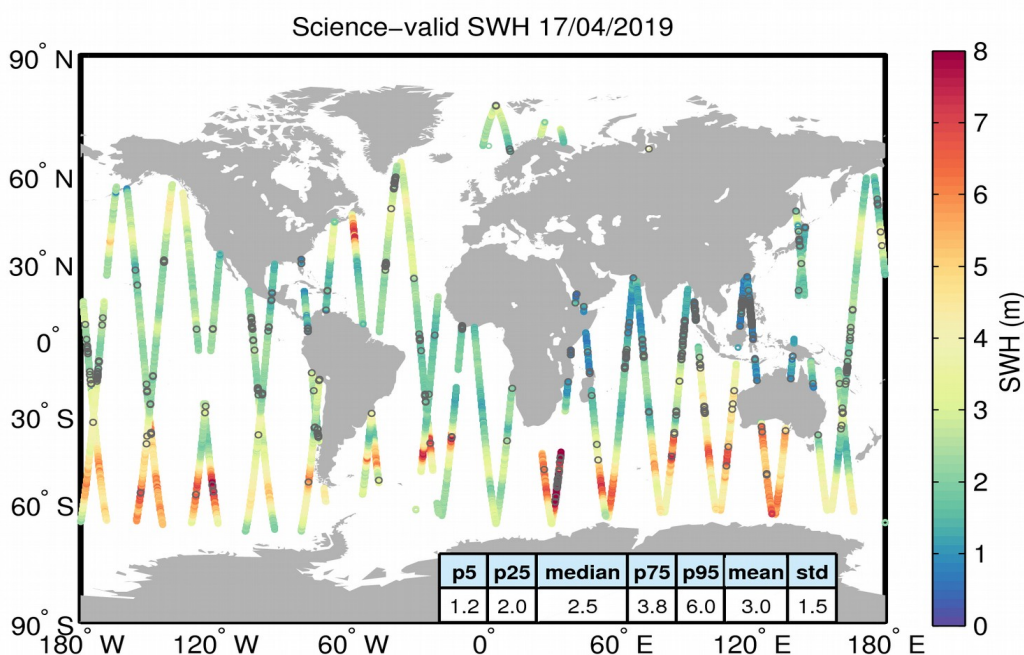 Science−valid SWH 17/04/2019
90° N
60° N
30° N
0°
30° S
60° S
90° S
180° W
120° W
60° W
0°
60° E
120° E
180° E
p5 p25 median p75 p95 mean std
1.2 2.0 2.5 3.8 6.0 3.0 1.5
8
7
6
5
4
3
2
1
0
SWH (m)